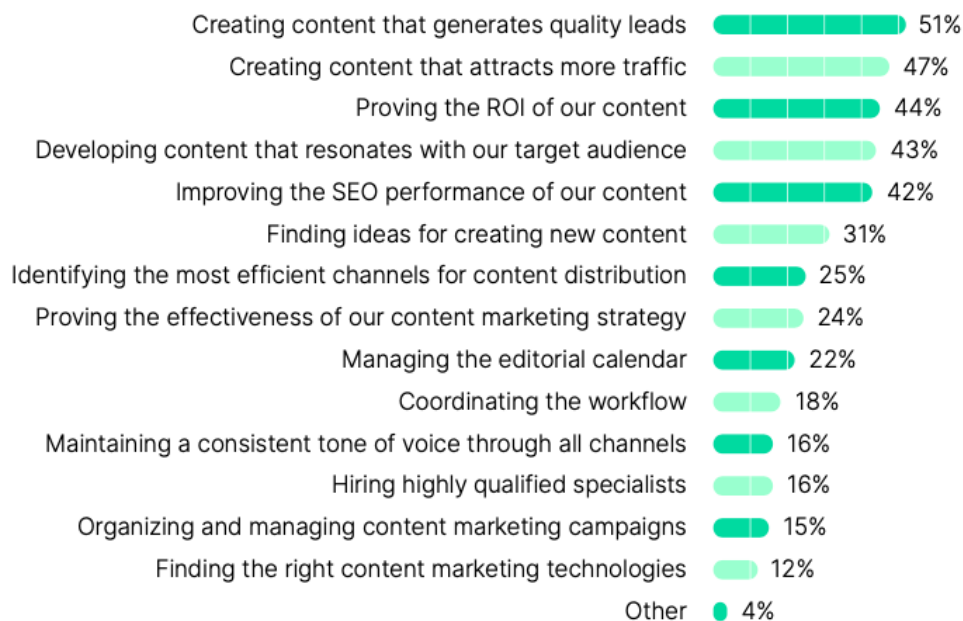 Creating content that generates quality leads 51%
Creating content that attracts more traffic 47%
Proving the ROI of our content 44%
Developing content that resonates with our target audience 43%
Improving the SEO performance of our content 42%
Finding ideas for creating new content 31%
Identifying the most efficient channels for content distribution 25%
Proving the effectiveness of our content marketing strategy 24%
Managing the editorial calendar 22%
Coordinating the workflow 18%
Maintaining a consistent tone of voice through all channels 16%
Hiring highly qualified specialists 16%
Organizing and managing content marketing campaigns 15%
Finding the right content marketing technologies 12%
Other 4%